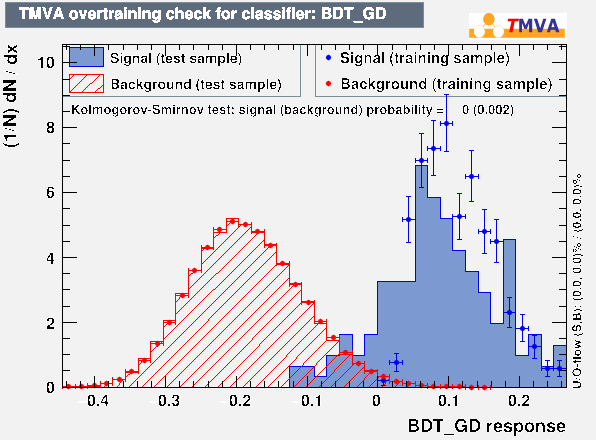 TMVA overtraining check for classifier: BDT_GD
TMVA
Signal (test sample)
Signal (training sample)
Background (test sample)
Background (training sample)
Kolmogorov-Smirnov test: signal (background) probability = 0 (0.002)
(1/N) dN / dx
10
8
6
4
2
0
-0.4 -0.3 -0.2 -0.1 0 0.1 0.2
BDT_GD response
U/O-flow (S,B): (0.0, 0.0)% / (0.0, 0.0)%